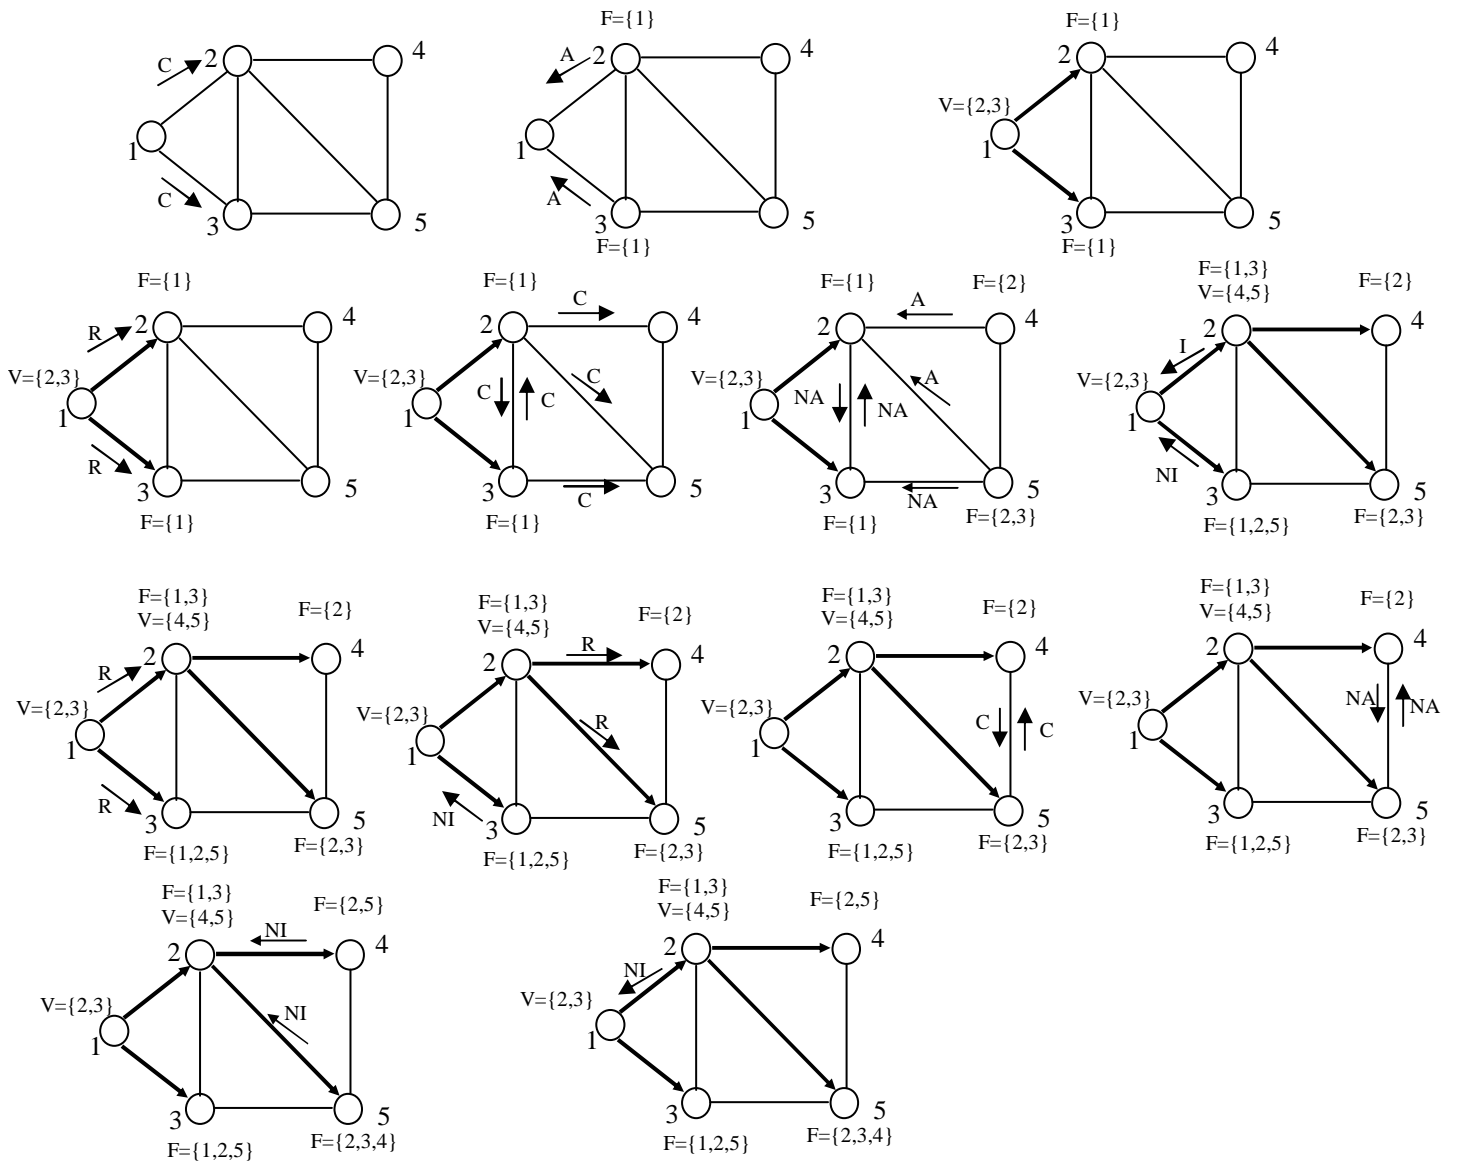 F={1}
C
2
4
1
C
3
5
F={1}
A
2
4
1
A
3
5
F={1}
F={1}
2
4
V={2,3}
1
3
5
F={1}
F={1}
R
2
4
V={2,3}
1
R
3
5
F={1}
F={1}
C
2
4
V={2,3}
C
C
C
1
3
C
5
F={1}
F={1}
F={2}
A
2
4
V={2,3}
NA
NA
A
1
3
NA
5
F={1}
F={2,3}
F={1,3}
V={4,5}
F={2}
2
4
I
V={2,3}
1
NI
3
5
F={1,2,5}
F={2,3}
F={1,3}
V={4,5}
F={2}
R
2
4
V={2,3}
1
R
3
5
F={1,2,5}
F={2,3}
F={1,3}
V={4,5}
F={2}
R
2
4
V={2,3}
R
1
NI
3
5
F={1,2,5}
F={2,3}
F={1,3}
V={4,5}
F={2}
2
4
V={2,3}
C
C
1
3
5
F={1,2,5}
F={2,3}
F={1,3}
V={4,5}
F={2}
2
4
V={2,3}
NA
NA
1
3
5
F={1,2,5}
F={2,3}
F={1,3}
V={4,5}
F={2,5}
NI
2
4
V={2,3}
NI
1
3
5
F={1,2,5}
F={2,3,4}
F={1,3}
V={4,5}
F={2,5}
2
4
NI
V={2,3}
1
3
5
F={1,2,5}
F={2,3,4}